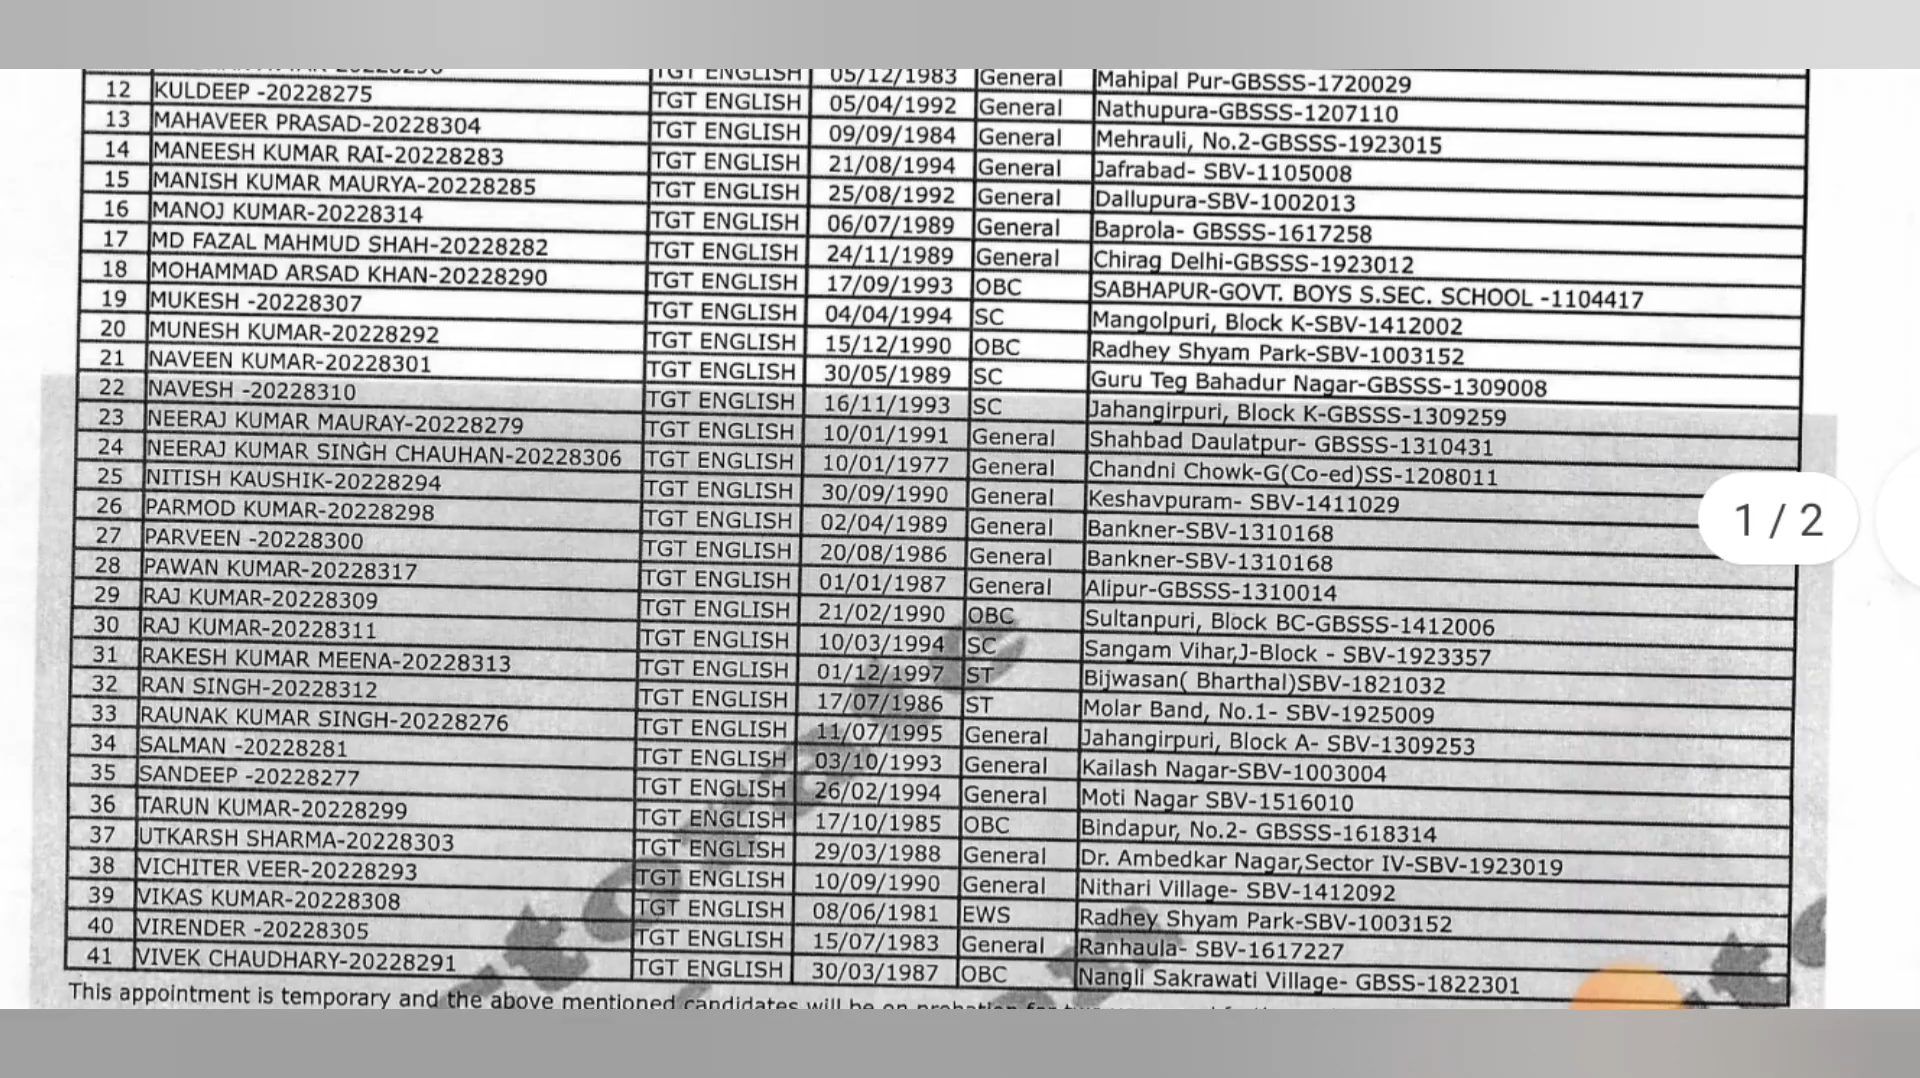 TGT ENGLISH 05/12/1983 General Mahipal Pur-GBSSS-1720029
12 KULDEEP -20228275 TGT ENGLISH 05/04/1992 General Nathupura-GBSSS-1207110
13 MAHAVEER PRASAD-20228304 TGT ENGLISH 09/09/1984 General Mehrauli, No.2-GBSSS-1923015
14 MANEESH KUMAR RAI-20228283 TGT ENGLISH 21/08/1994 General Jafrabad- SBV-1105008
15 MANISH KUMAR MAURYA-20228285 TGT ENGLISH 25/08/1992 General Dallupura-SBV-1002013
16 MANOJ KUMAR-20228314 TGT ENGLISH 06/07/1989 General Baprola- GBSSS-1617258
17 MD FAZAL MAHMUD SHAH-20228282 TGT ENGLISH 24/11/1989 General Chirag Delhi-GBSSS-1923012
18 MOHAMMAD ARSAD KHAN-20228290 TGT ENGLISH 17/09/1993 OBC SABHAPUR-GOVT. BOYS S.SEC. SCHOOL -1104417
19 MUKESH -20228307 TGT ENGLISH 04/04/1994 SC Mangolpuri, Block K-SBV-1412002
20 MUNESH KUMAR-20228292 TGT ENGLISH 15/12/1990 OBC Radhey Shyam Park-SBV-1003152
21 NAVEEN KUMAR-20228301 TGT ENGLISH 30/05/1989 SC Guru Teg Bahadur Nagar-GBSSS-1309008
22 NAVESH -20228310 TGT ENGLISH 16/11/1993 SC Jahangirpuri, Block K-GBSSS-1309259
23 NEERAJ KUMAR MAURAY-20228279 TGT ENGLISH 10/01/1991 General Shahbad Daulatpur- GBSSS-1310431
24 NEERAJ KUMAR SINGH CHAUHAN-20228306 TGT ENGLISH 10/01/1977 General Chandni Chowk-G(Co-ed)SS-1208011
25 NITISH KAUSHIK-20228294 TGT ENGLISH 30/09/1990 General Keshavpuram- SBV-1411029
26 PARMOD KUMAR-20228298 TGT ENGLISH 02/04/1989 General Bankner-SBV-1310168
27 PARVEEN -20228300 TGT ENGLISH 20/08/1986 General Bankner-SBV-1310168
28 PAWAN KUMAR-20228317 TGT ENGLISH 01/01/1987 General Alipur-GBSSS-1310014
29 RAJ KUMAR-20228309 TGT ENGLISH 21/02/1990 OBC Sultanpuri, Block BC-GBSSS-1412006
30 RAJ KUMAR-20228311 TGT ENGLISH 10/03/1994 SC Sangam Vihar,J-Block - SBV-1923357
31 RAKESH KUMAR MEENA-20228313 TGT ENGLISH 01/12/1997 ST Bijwasan( Bharthal)SBV-1821032
32 RAN SINGH-20228312 TGT ENGLISH 17/07/1986 ST Molar Band, No.1- SBV-1925009
33 RAUNAK KUMAR SINGH-20228276 TGT ENGLISH 11/07/1995 General Jahangirpuri, Block A- SBV-1309253
34 SALMAN -20228281 TGT ENGLISH 03/10/1993 General Kailash Nagar-SBV-1003004
35 SANDEEP -20228277 TGT ENGLISH 26/02/1994 General Moti Nagar SBV-1516010
36 TARUN KUMAR-20228299 TGT ENGLISH 17/10/1985 OBC Bindapur, No.2- GBSSS-1618314
37 UTKARSH SHARMA-20228303 TGT ENGLISH 29/03/1988 General Dr. Ambedkar Nagar,Sector IV-SBV-1923019
38 VICHITER VEER-20228293 TGT ENGLISH 10/09/1990 General Nithari Village- SBV-1412092
39 VIKAS KUMAR-20228308 TGT ENGLISH 08/06/1981 EWS Radhey Shyam Park-SBV-1003152
40 VIRENDER -20228305 TGT ENGLISH 15/07/1983 General Ranhaula- SBV-1617227
41 VIVEK CHAUDHARY-20228291 TGT ENGLISH 30/03/1987 OBC Nangli Sakrawati Village- GBSS-1822301
This appointment is temporary and the above mentioned candidates will be on probation for two
1 / 2